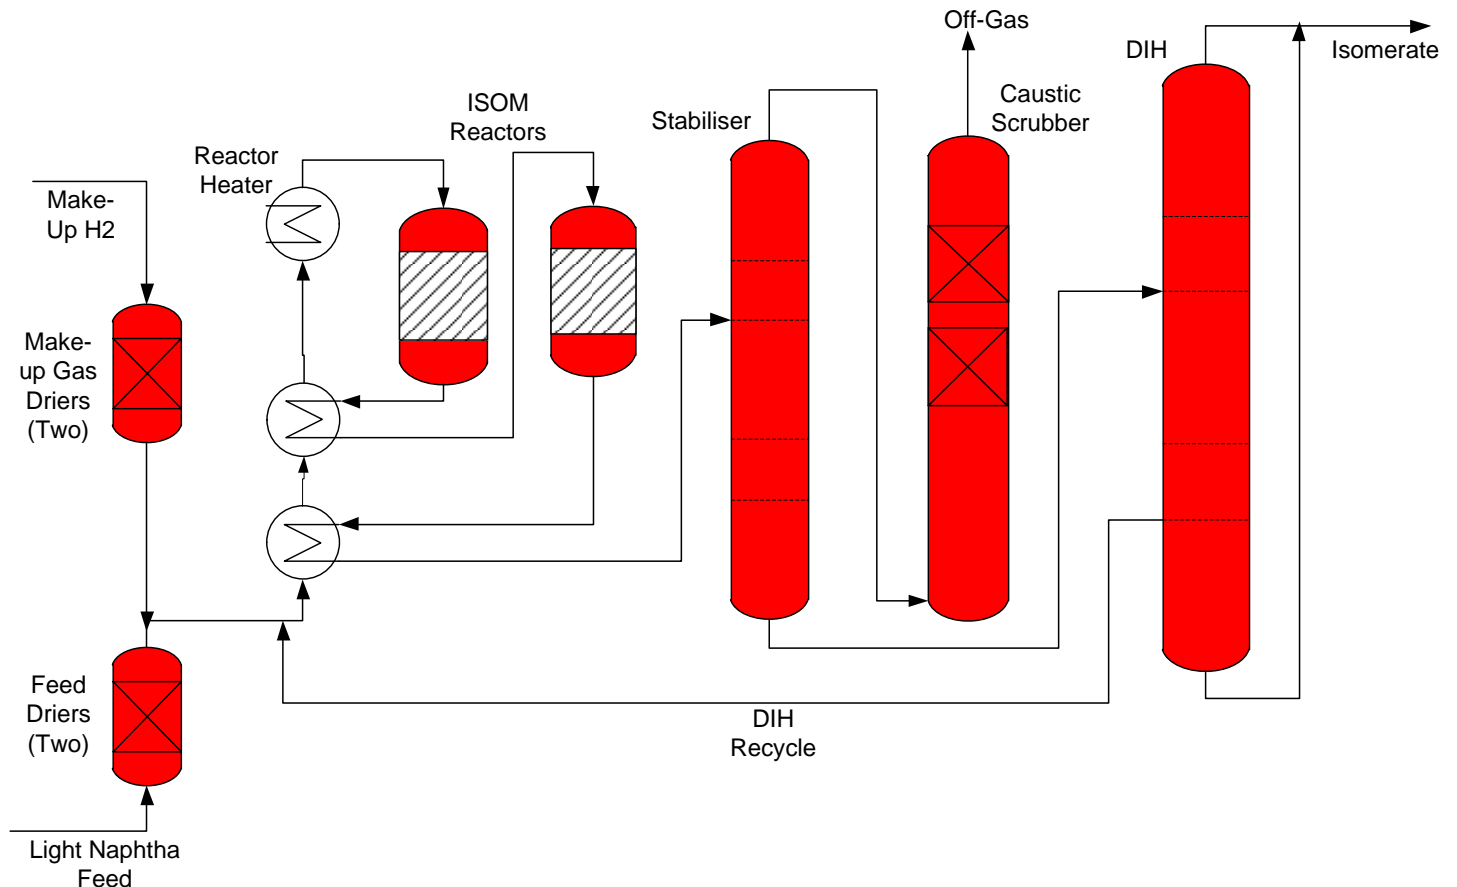 Off-Gas
DIH
Isomerate
Caustic
Scrubber
ISOM
Reactors
Stabiliser
Reactor
Heater
Make-
Up H2
Make-
up Gas
Driers
(Two)
Feed
Driers
(Two)
DIH
Recycle
Light Naphtha
Feed